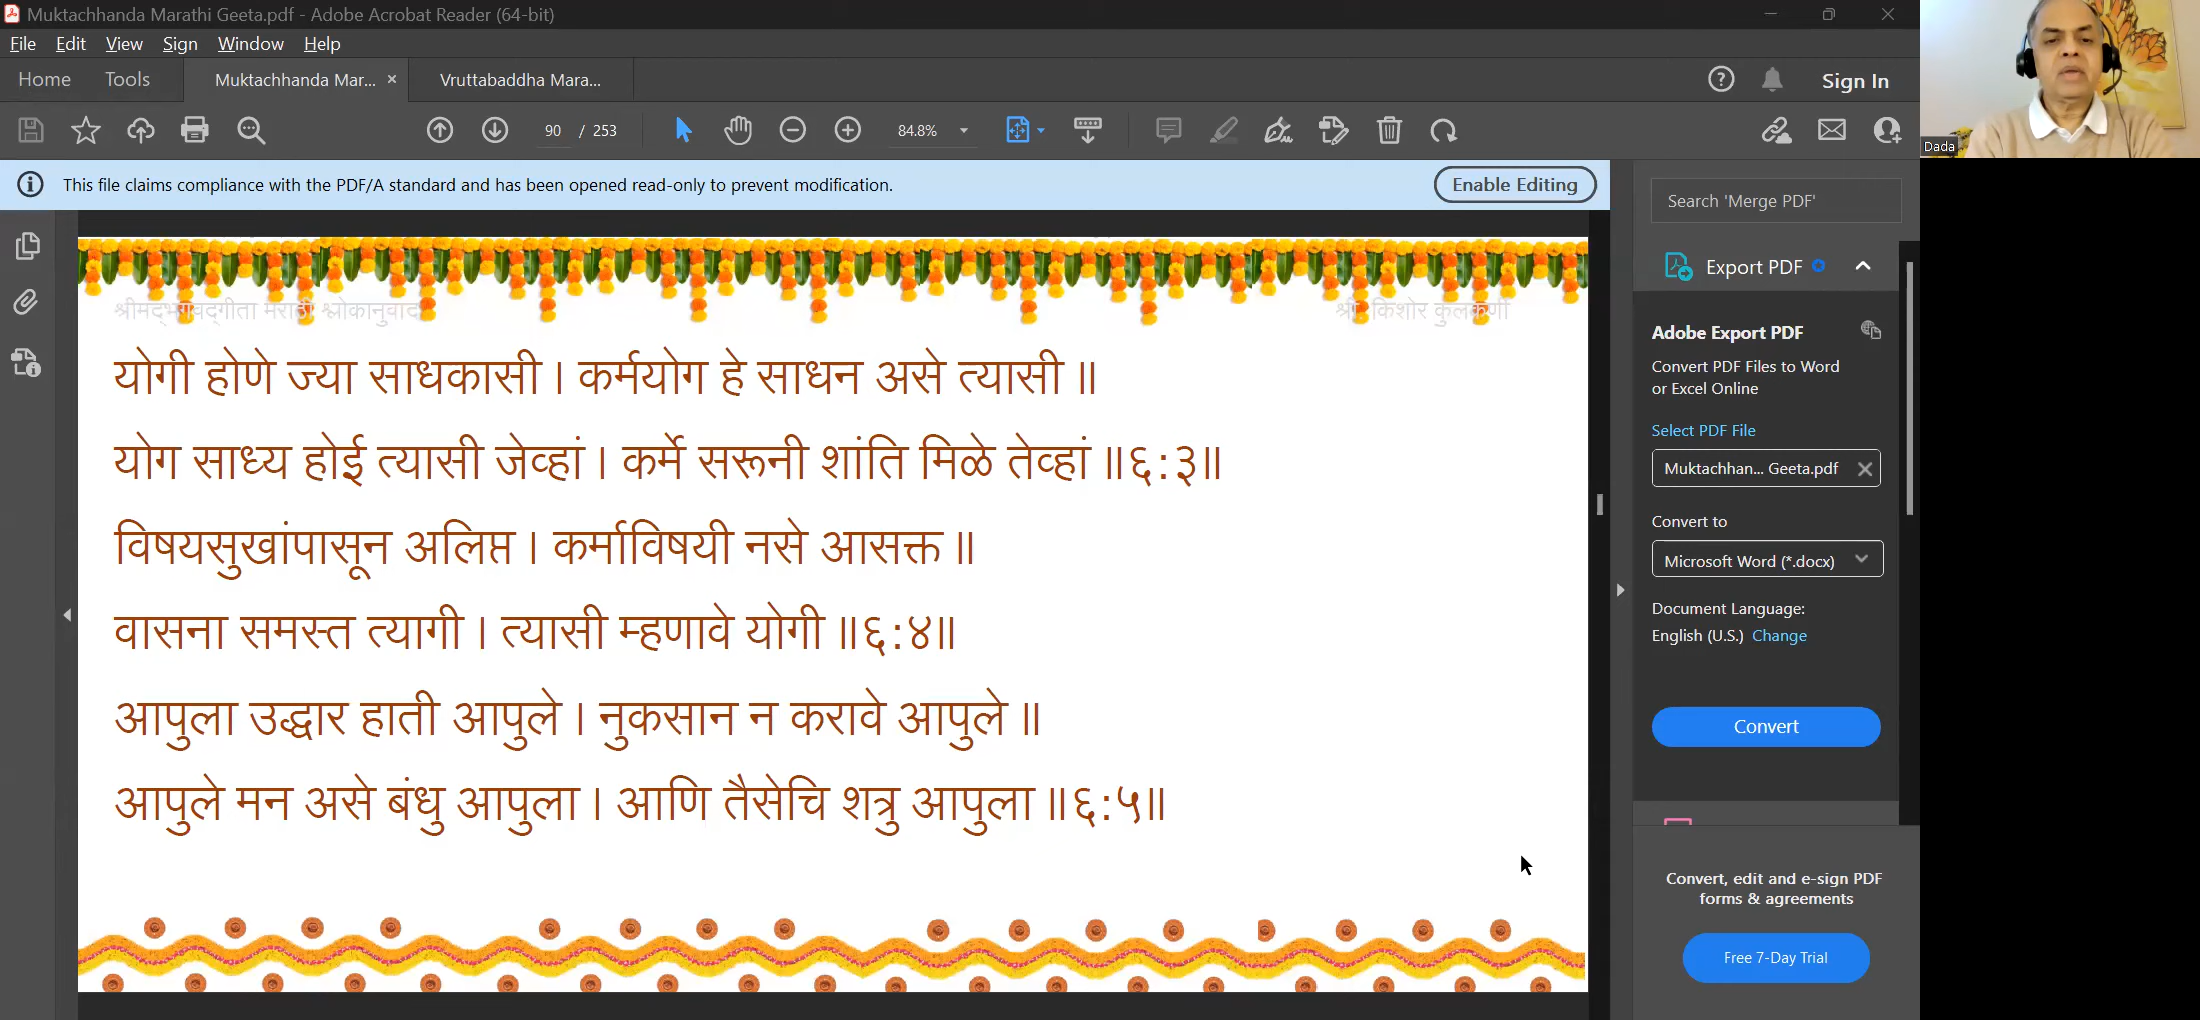 Muktachhanda Marathi Geeta.pdf - Adobe Acrobat Reader (64-bit)
File Edit View Sign Window Help
Home Tools Muktachhanda Mar... × Vruttabaddha Mara... Sign In
90 / 253 84.8%
Dada
This file claims compliance with the PDF/A standard and has been opened read-only to prevent modification. Enable Editing
श्रीमद्भगवद्गीता मराठी श्लोकानुवाद श्री. किशोर कुलकर्णी
योगी होणे ज्या साधकासी । कर्मयोग हे साधन असे त्यासी ॥
योग साध्य होई त्यासी जेव्हां । कर्मे सरूनी शांति मिळे तेव्हां ॥६:३॥
विषयसुखांपासून अलिप्त । कर्माविषयी नसे आसक्त ॥
वासना समस्त त्यागी । त्यासी म्हणावे योगी ॥६:४॥
आपुला उद्धार हाती आपुले । नुकसान न करावे आपुले ॥
आपुले मन असे बंधु आपुला । आणि तैसेचि शत्रु आपुला ॥६:५॥
Search 'Merge PDF'
Export PDF
Adobe Export PDF
Convert PDF Files to Word
or Excel Online
Select PDF File
Muktachhan... Geeta.pdf
Convert to
Microsoft Word (*.docx)
Document Language:
English (U.S.) Change
Convert
Convert, edit and e-sign PDF
forms & agreements
Free 7-Day Trial